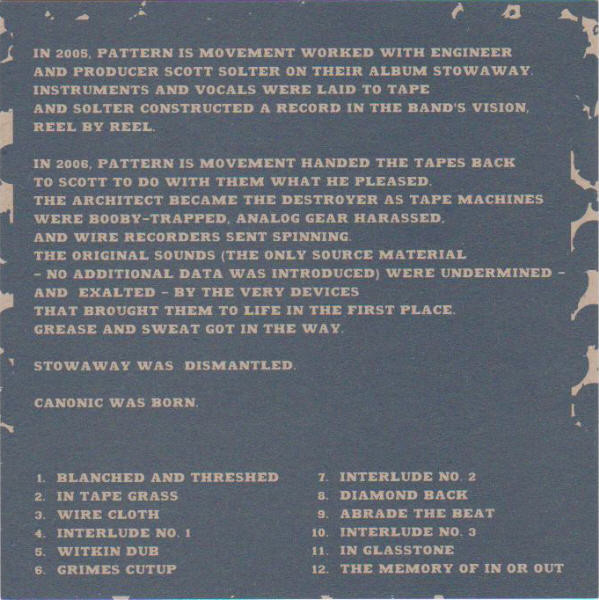 IN 2005, PATTERN IS MOVEMENT WORKED WITH ENGINEER
AND PRODUCER SCOTT SOLTER ON THEIR ALBUM STOWAWAY.
INSTRUMENTS AND VOCALS WERE LAID TO TAPE
AND SOLTER CONSTRUCTED A RECORD IN THE BAND'S VISION,
REEL BY REEL.
IN 2006, PATTERN IS MOVEMENT HANDED THE TAPES BACK
TO SCOTT TO DO WITH THEM WHAT HE PLEASED.
THE ARCHITECT BECAME THE DESTROYER AS TAPE MACHINES
WERE BOOBY-TRAPPED, ANALOG GEAR HARASSED,
AND WIRE RECORDERS SENT SPINNING.
THE ORIGINAL SOUNDS (THE ONLY SOURCE MATERIAL
- NO ADDITIONAL DATA WAS INTRODUCED) WERE UNDERMINED -
AND EXALTED - BY THE VERY DEVICES
THAT BROUGHT THEM TO LIFE IN THE FIRST PLACE.
GREASE AND SWEAT GOT IN THE WAY.
STOWAWAY WAS DISMANTLED.
CANONIC WAS BORN.
1. BLANCHED AND THRESHED
2. IN TAPE GRASS
3. WIRE CLOTH
4. INTERLUDE NO. 1
5. WITKIN DUB
6. GRIMES CUTUP
7. INTERLUDE NO. 2
8. DIAMOND BACK
9. ABRADE THE BEAT
10. INTERLUDE NO. 3
11. IN GLASSTONE
12. THE MEMORY OF IN OR OUT